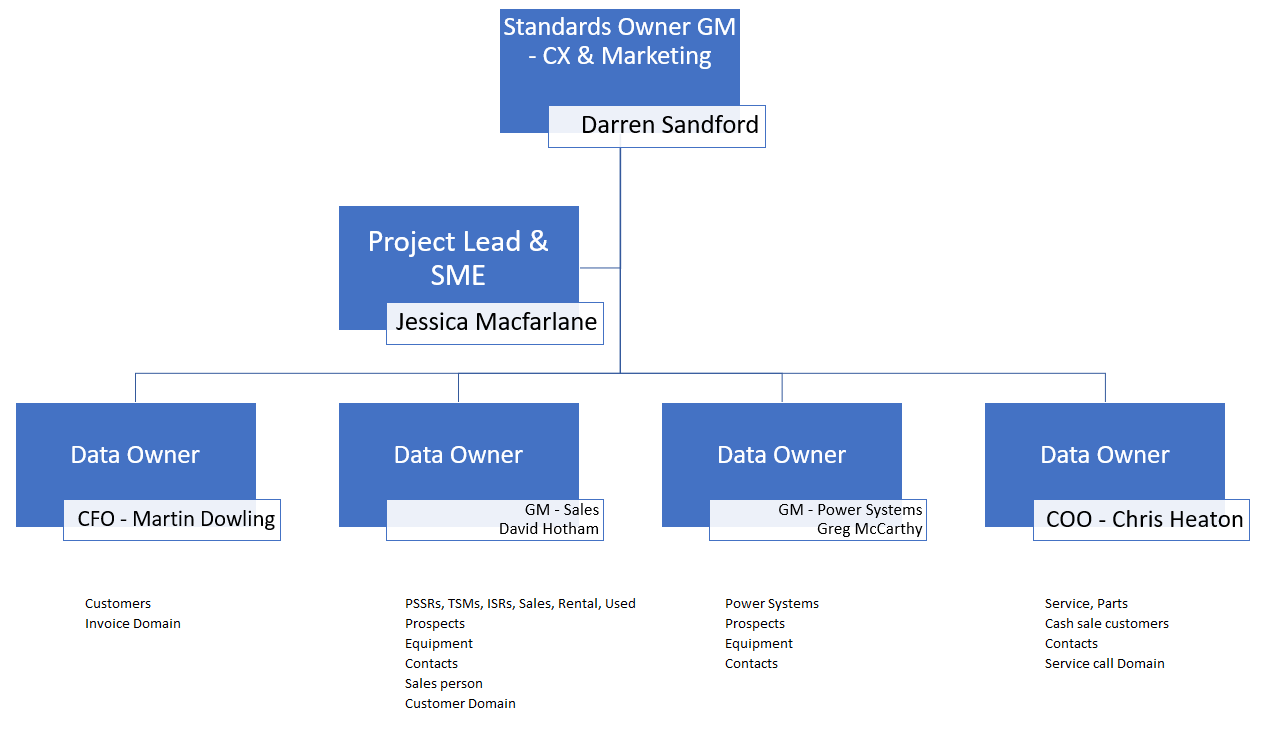 Standards Owner GM
- CX & Marketing
Darren Sandford
Project Lead &
SME
Jessica Macfarlane
Data Owner
CFO - Martin Dowling
Data Owner
GM - Sales
David Hotham
Data Owner
GM - Power Systems
Greg McCarthy
Data Owner
COO - Chris Heaton
Customers
Invoice Domain
PSSRs, TSMs, ISRs, Sales, Rental, Used
Prospects
Equipment
Contacts
Sales person
Customer Domain
Power Systems
Prospects
Equipment
Contacts
Service, Parts
Cash sale customers
Contacts
Service call Domain